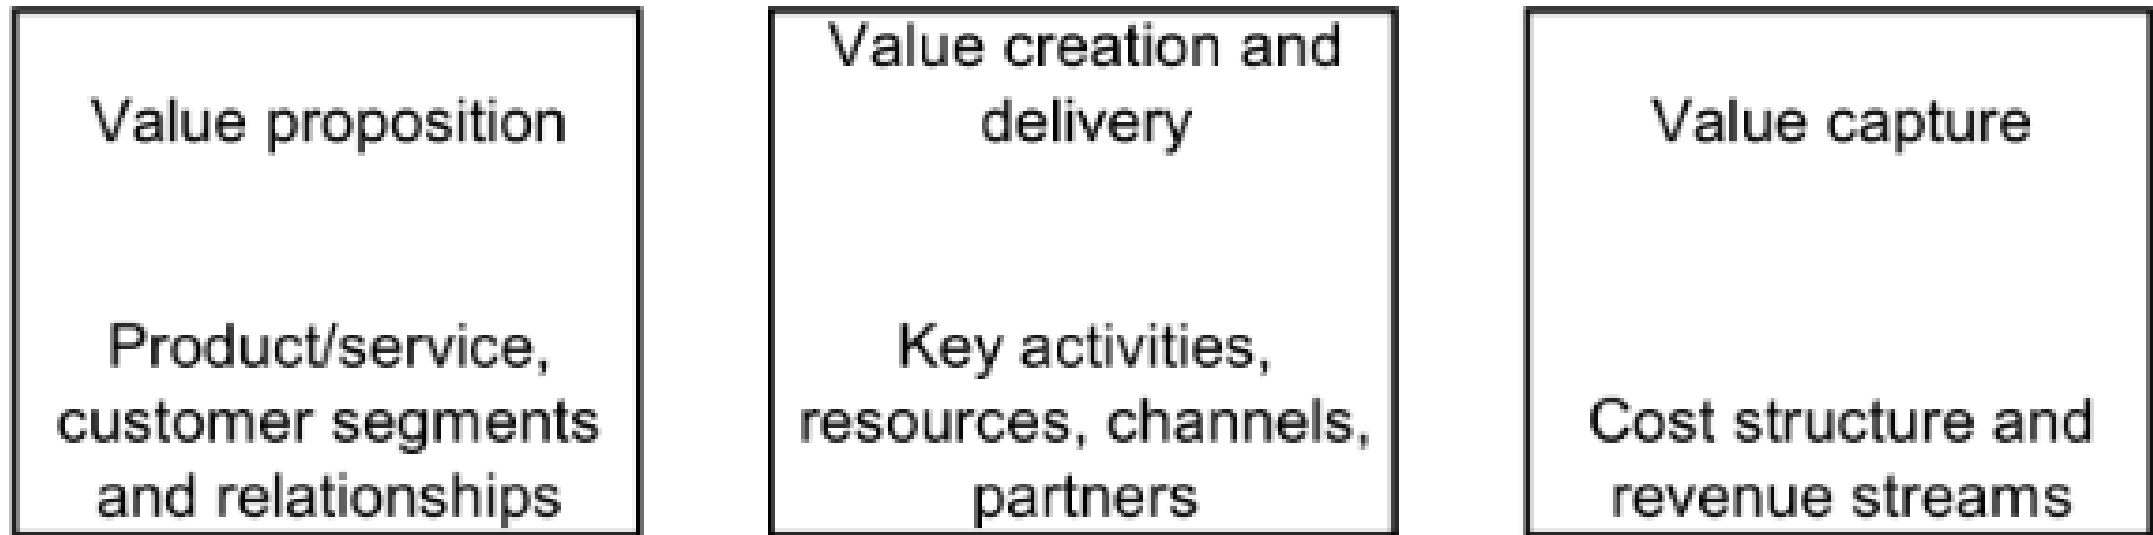 Value proposition
Product/service,
customer segments
and relationships
Value creation and
delivery
Key activities,
resources, channels,
partners
Value capture
Cost structure and
revenue streams